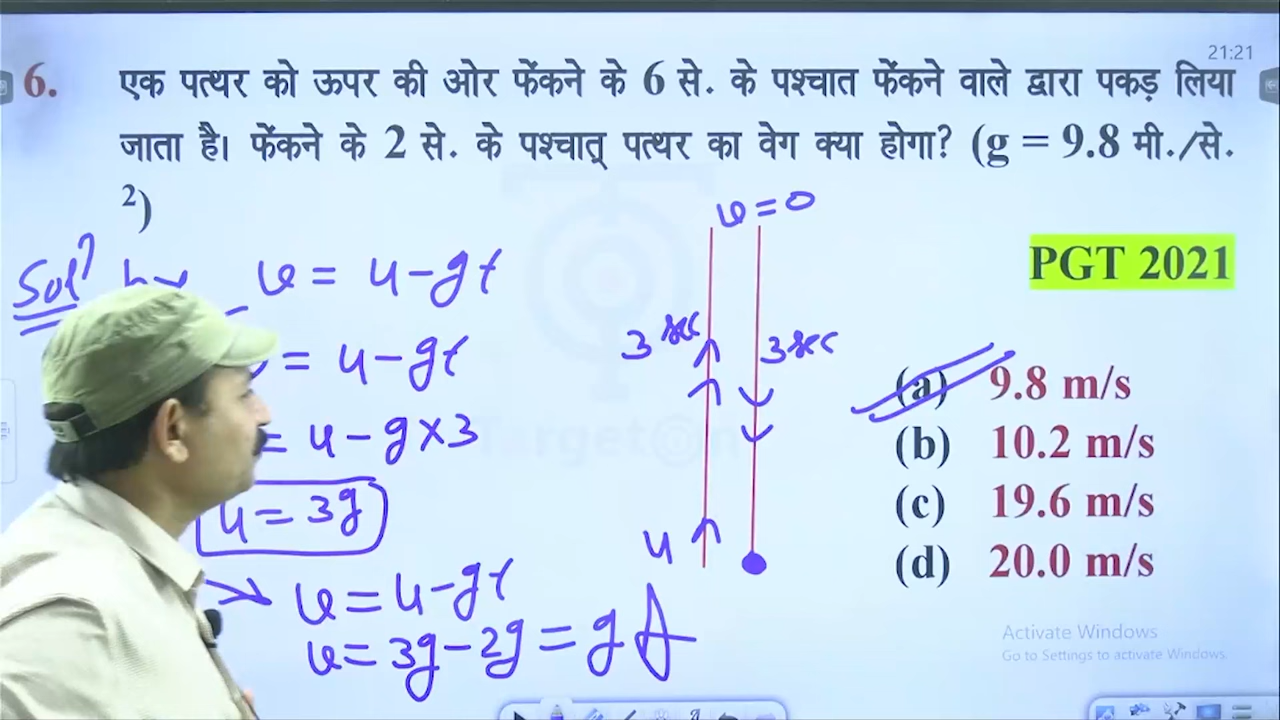 21:21
6. एक पत्थर को ऊपर की ओर फेंकने के 6 से. के पश्चात फेंकने वाले द्वारा पकड़ लिया
जाता है। फेंकने के 2 से. के पश्चात् पत्थर का वेग क्या होगा? (g = 9.8 मी./से.
2)
PGT 2021
Sol?
v = u - gt
= u - gt
= u - g×3
u = 3g
v = u - gt
v = 3g - 2g = g
v = 0
3 sec
3 sec
u
(a) 9.8 m/s
(b) 10.2 m/s
(c) 19.6 m/s
(d) 20.0 m/s
Activate Windows
Go to Settings to activate Windows.